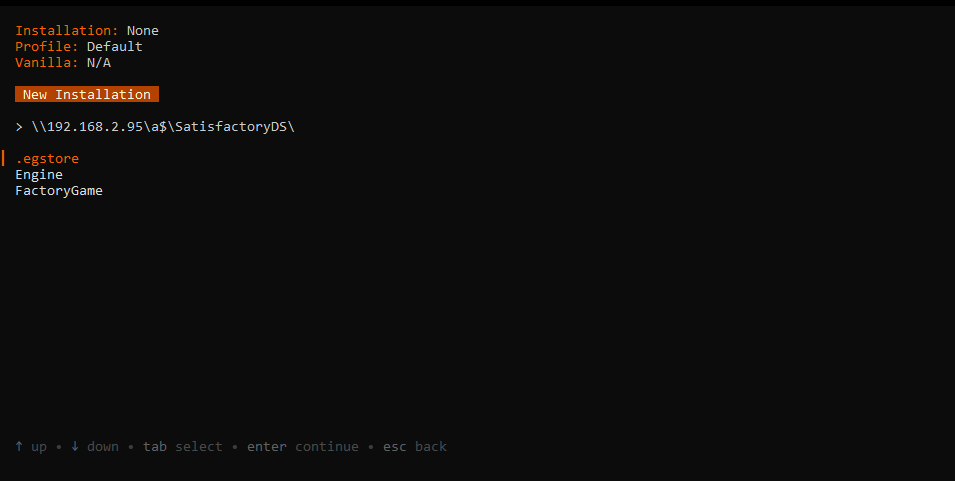 Installation: None
Profile: Default
Vanilla: N/A
New Installation
> \\192.168.2.95\a$\SatisfactoryDS\
.egstore
Engine
FactoryGame
↑ up • ↓ down • tab select • enter continue • esc back